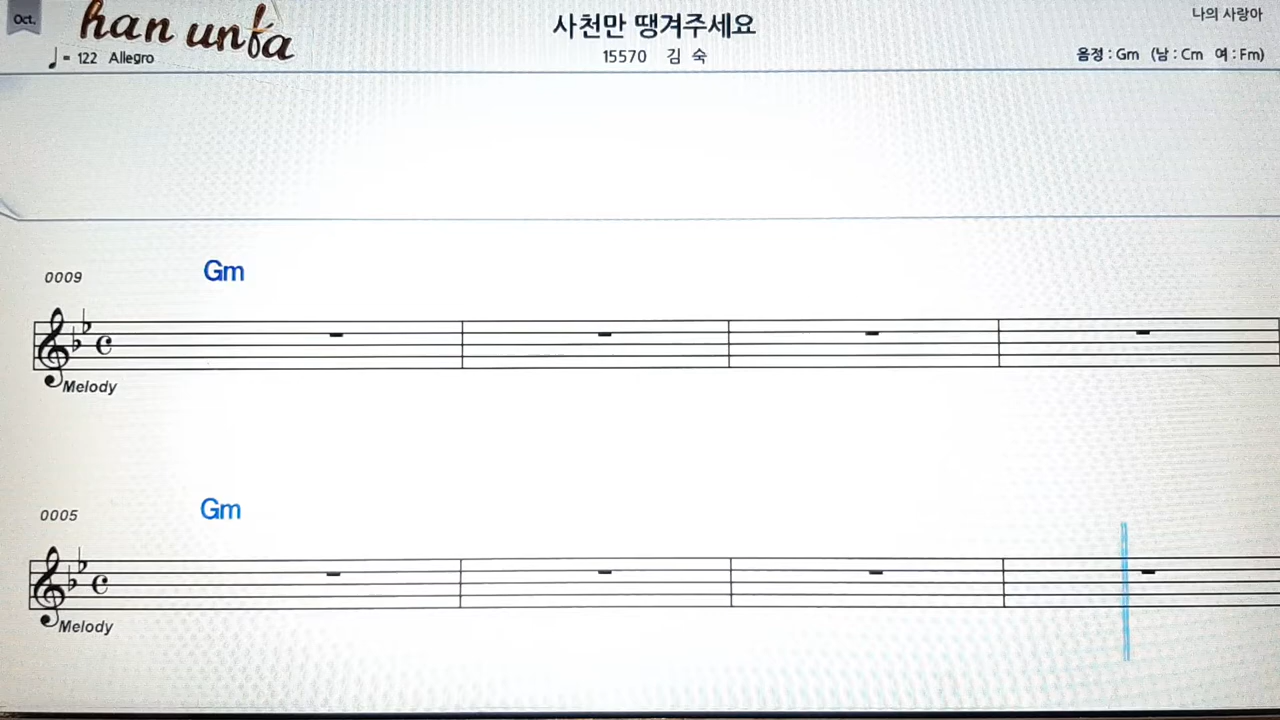 Oct.
han unfa
사천만 땡겨주세요
나의 사랑아
♩ = 122 Allegro
15570 김 숙
음정 : Gm (남 : Cm 여 : Fm)
0009
Gm
Melody
0005
Gm
Melody